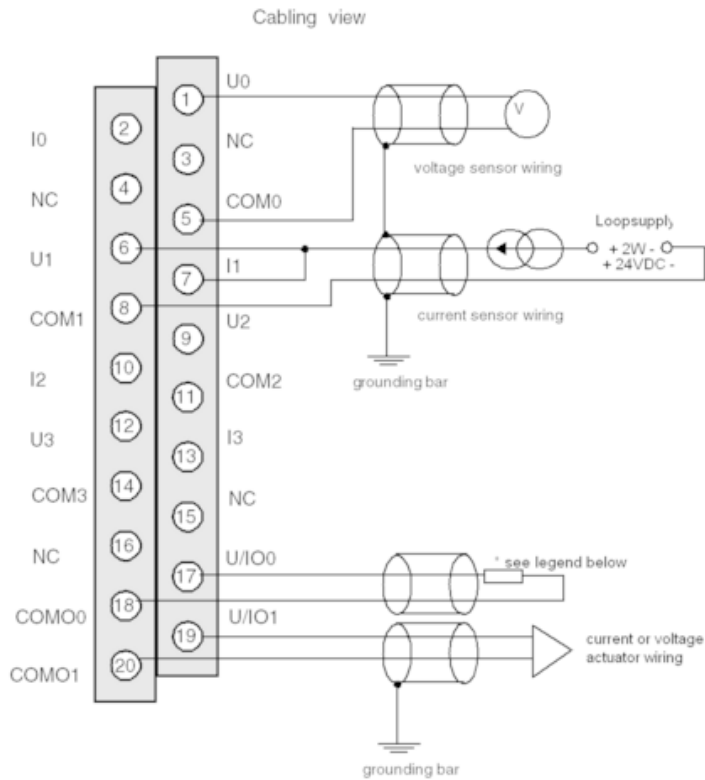 Cabling view
U0
1
V
2
I0
NC
3
voltage sensor wiring
4
NC
COM0
5
Loopsupply
6
+ 2W -
U1
I1
+ 24VDC -
7
8
COM1
U2
current sensor wiring
9
10
I2
COM2
grounding bar
11
12
U3
I3
13
14
COM3
NC
15
16
NC
U/IO0
* see legend below
17
18
COMO0
U/IO1
19
current or voltage
actuator wiring
20
COMO1
grounding bar